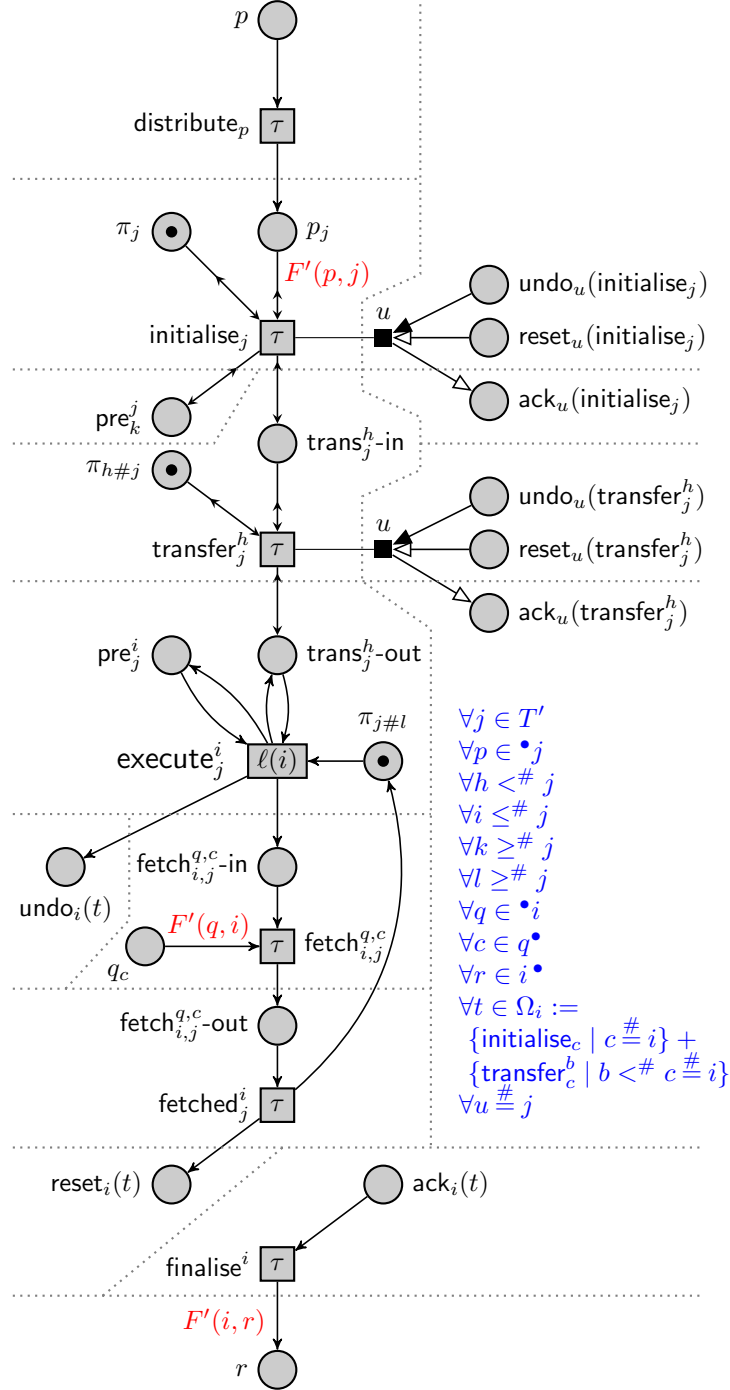 p
distribute_p
τ
π_j
p_j
F′(p, j)
undo_u(initialise_j)
u
initialise_j
τ
reset_u(initialise_j)
ack_u(initialise_j)
pre^j_k
trans^h_j-in
π_{h#j}
undo_u(transfer^h_j)
u
transfer^h_j
τ
reset_u(transfer^h_j)
ack_u(transfer^h_j)
pre^i_j
trans^h_j-out
π_{j#l}
execute^i_j
ℓ(i)
fetch^{q,c}_{i,j}-in
undo_i(t)
F′(q, i)
τ
fetch^{q,c}_{i,j}
q_c
fetch^{q,c}_{i,j}-out
fetched^i_j
τ
∀j ∈ T′
∀p ∈ •j
∀h <# j
∀i ≤# j
∀k ≥# j
∀l ≥# j
∀q ∈ •i
∀c ∈ q•
∀r ∈ i•
∀t ∈ Ω_i :=
{initialise_c | c =# i} +
{transfer^b_c | b <# c =# i}
∀u =# j
reset_i(t)
ack_i(t)
finalise^i
τ
F′(i, r)
r